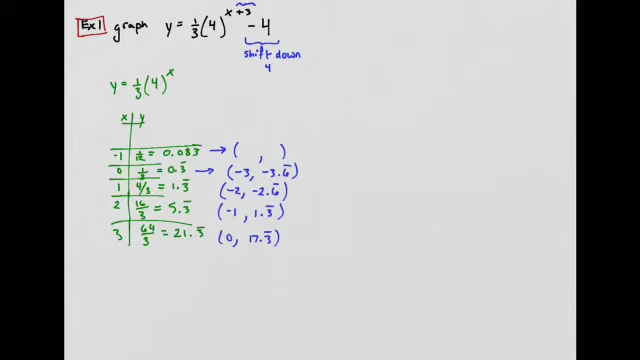 Ex1 graph y = 1/3 (4)^(x+3) - 4
shift down
4
y = 1/3 (4)^x
x y
-1 1/12 = 0.083̅ → ( , )
0 1/3 = 0.3̅ → (-3, -3.6̅)
1 4/3 = 1.3̅ (-2, -2.6̅)
2 16/3 = 5.3̅ (-1, 1.3̅)
3 64/3 = 21.3̅ (0, 17.3̅)